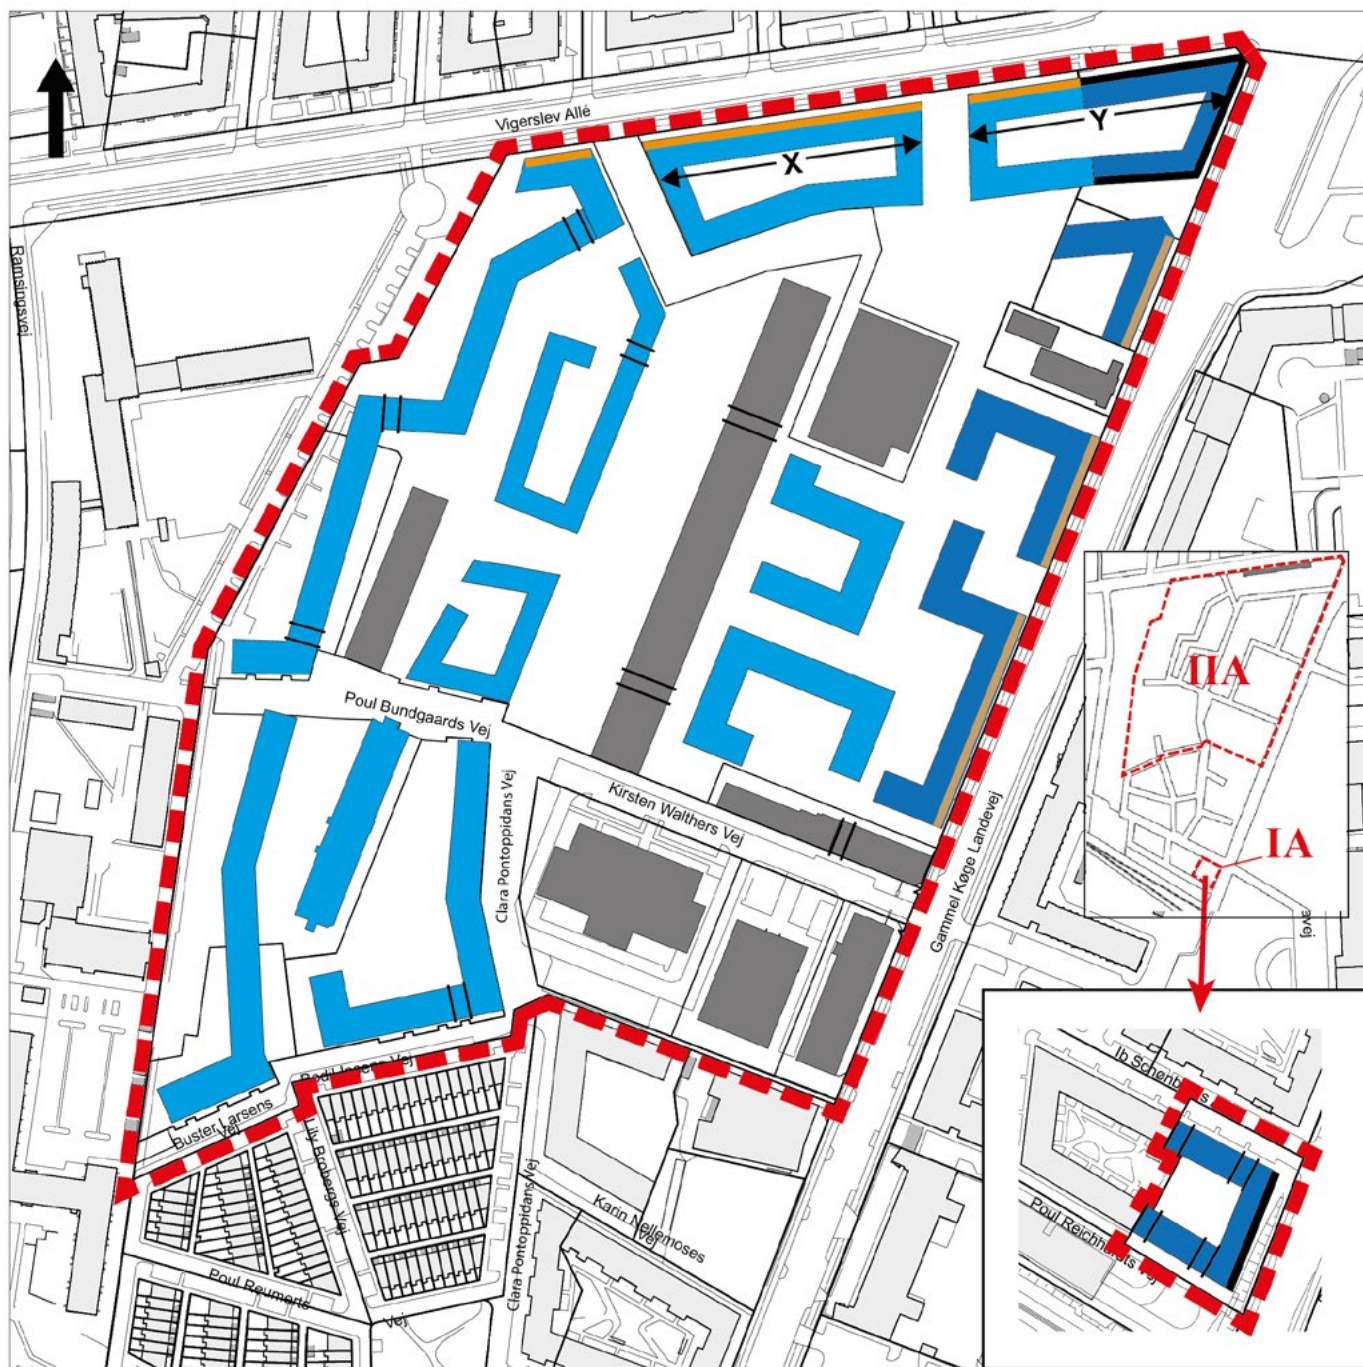 Vigerslev Allé
Y
X
Ramsingsvej
IIA
Poul Bundgaards Vej
Clara Pontoppidans Vej
Kirsten Walthers Vej
IA
Gammel Køge Landevej
Buster Larsens
Vej
Lily Brobergs Vej
Clara Pontoppidans Vej
Karin Nellemoses
Vej
Poul Reumerts
Vej
Ib Schønb
Poul Reichhardts Vej